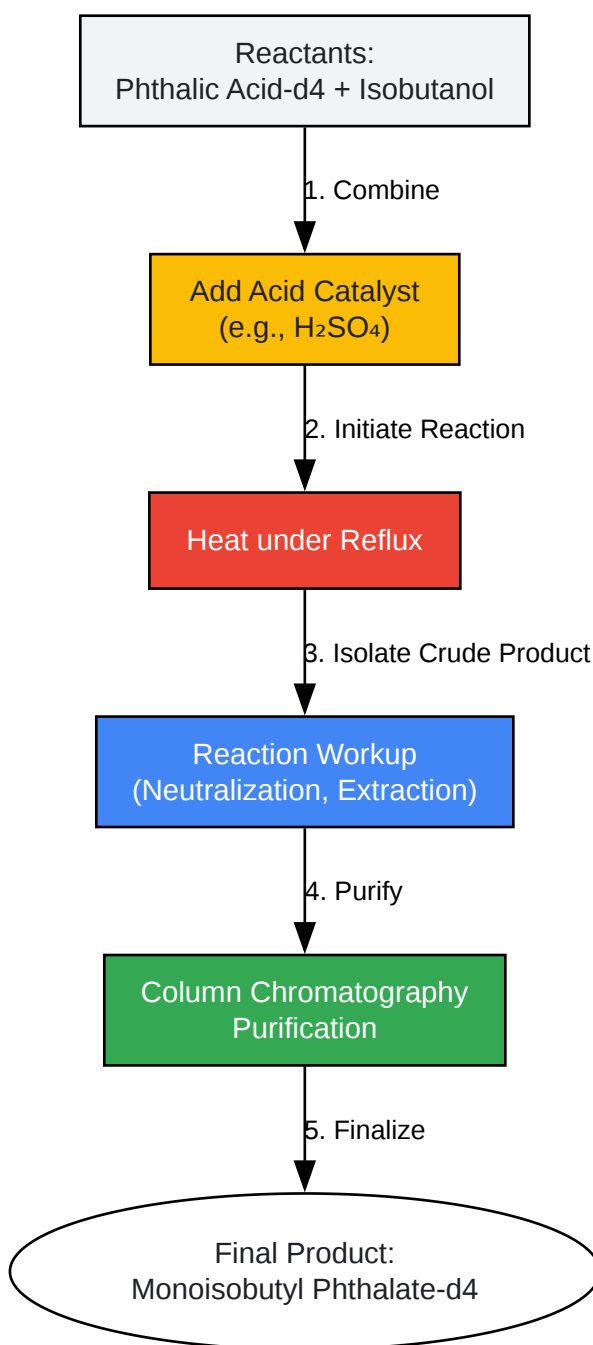 Reactants:
Phthalic Acid-d4 + Isobutanol
1. Combine
Add Acid Catalyst
(e.g., H₂SO₄)
2. Initiate Reaction
Heat under Reflux
3. Isolate Crude Product
Reaction Workup
(Neutralization, Extraction)
4. Purify
Column Chromatography
Purification
5. Finalize
Final Product:
Monoisobutyl Phthalate-d4